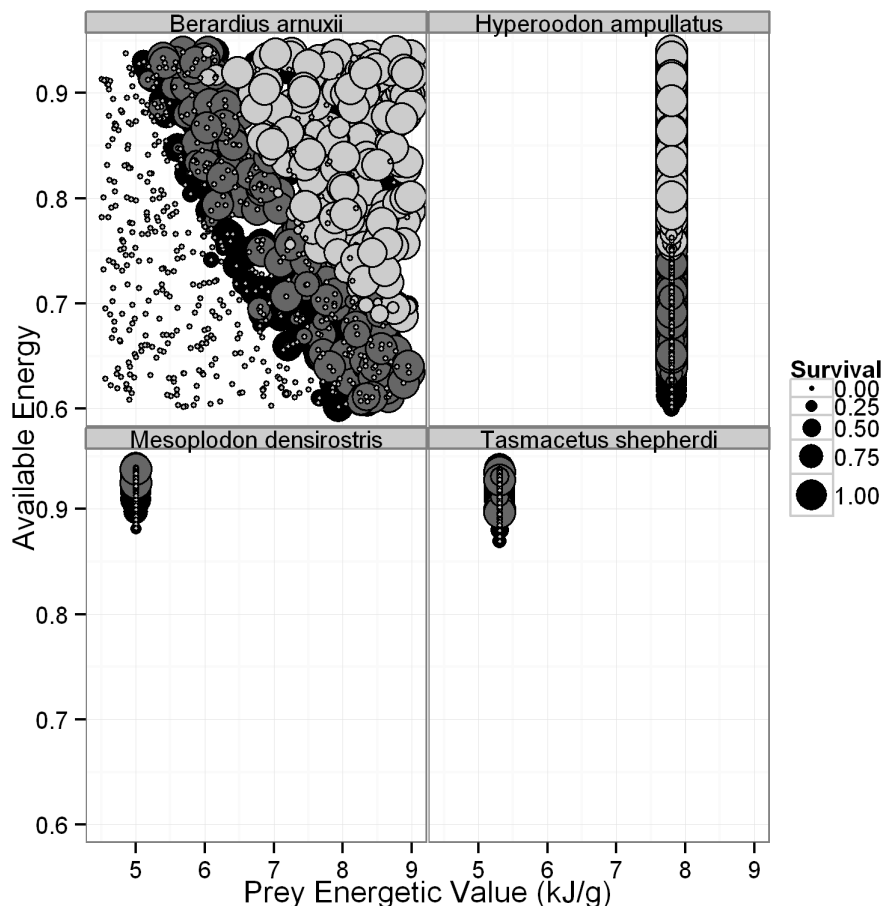 Berardius arnuxii
Hyperoodon ampullatus
0.9
0.8
0.7
0.6
Mesoplodon densirostris
Tasmacetus shepherdi
0.9
0.8
0.7
0.6
5 6 7 8 9
5 6 7 8 9
Available Energy
Prey Energetic Value (kJ/g)
Survival
0.00
0.25
0.50
0.75
1.00